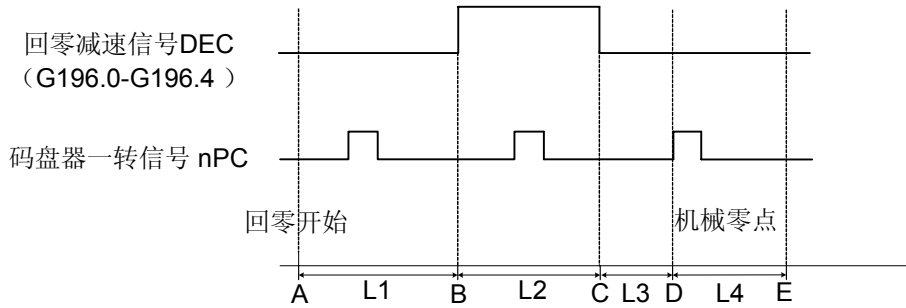 回零减速信号DEC
（G196.0-G196.4 ）
码盘器一转信号 nPC
回零开始
机械零点
A L1 B L2 C L3 D L4 E